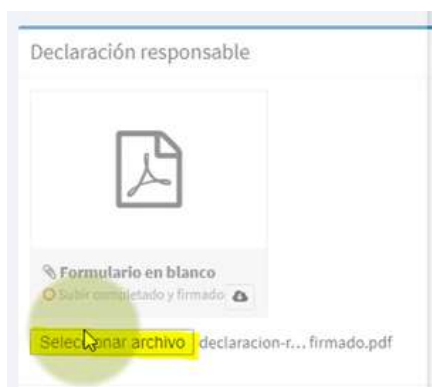 Declaración responsable
Formulario en blanco
Subir completado y firmado
Seleccionar archivo declaracion-r... firmado.pdf